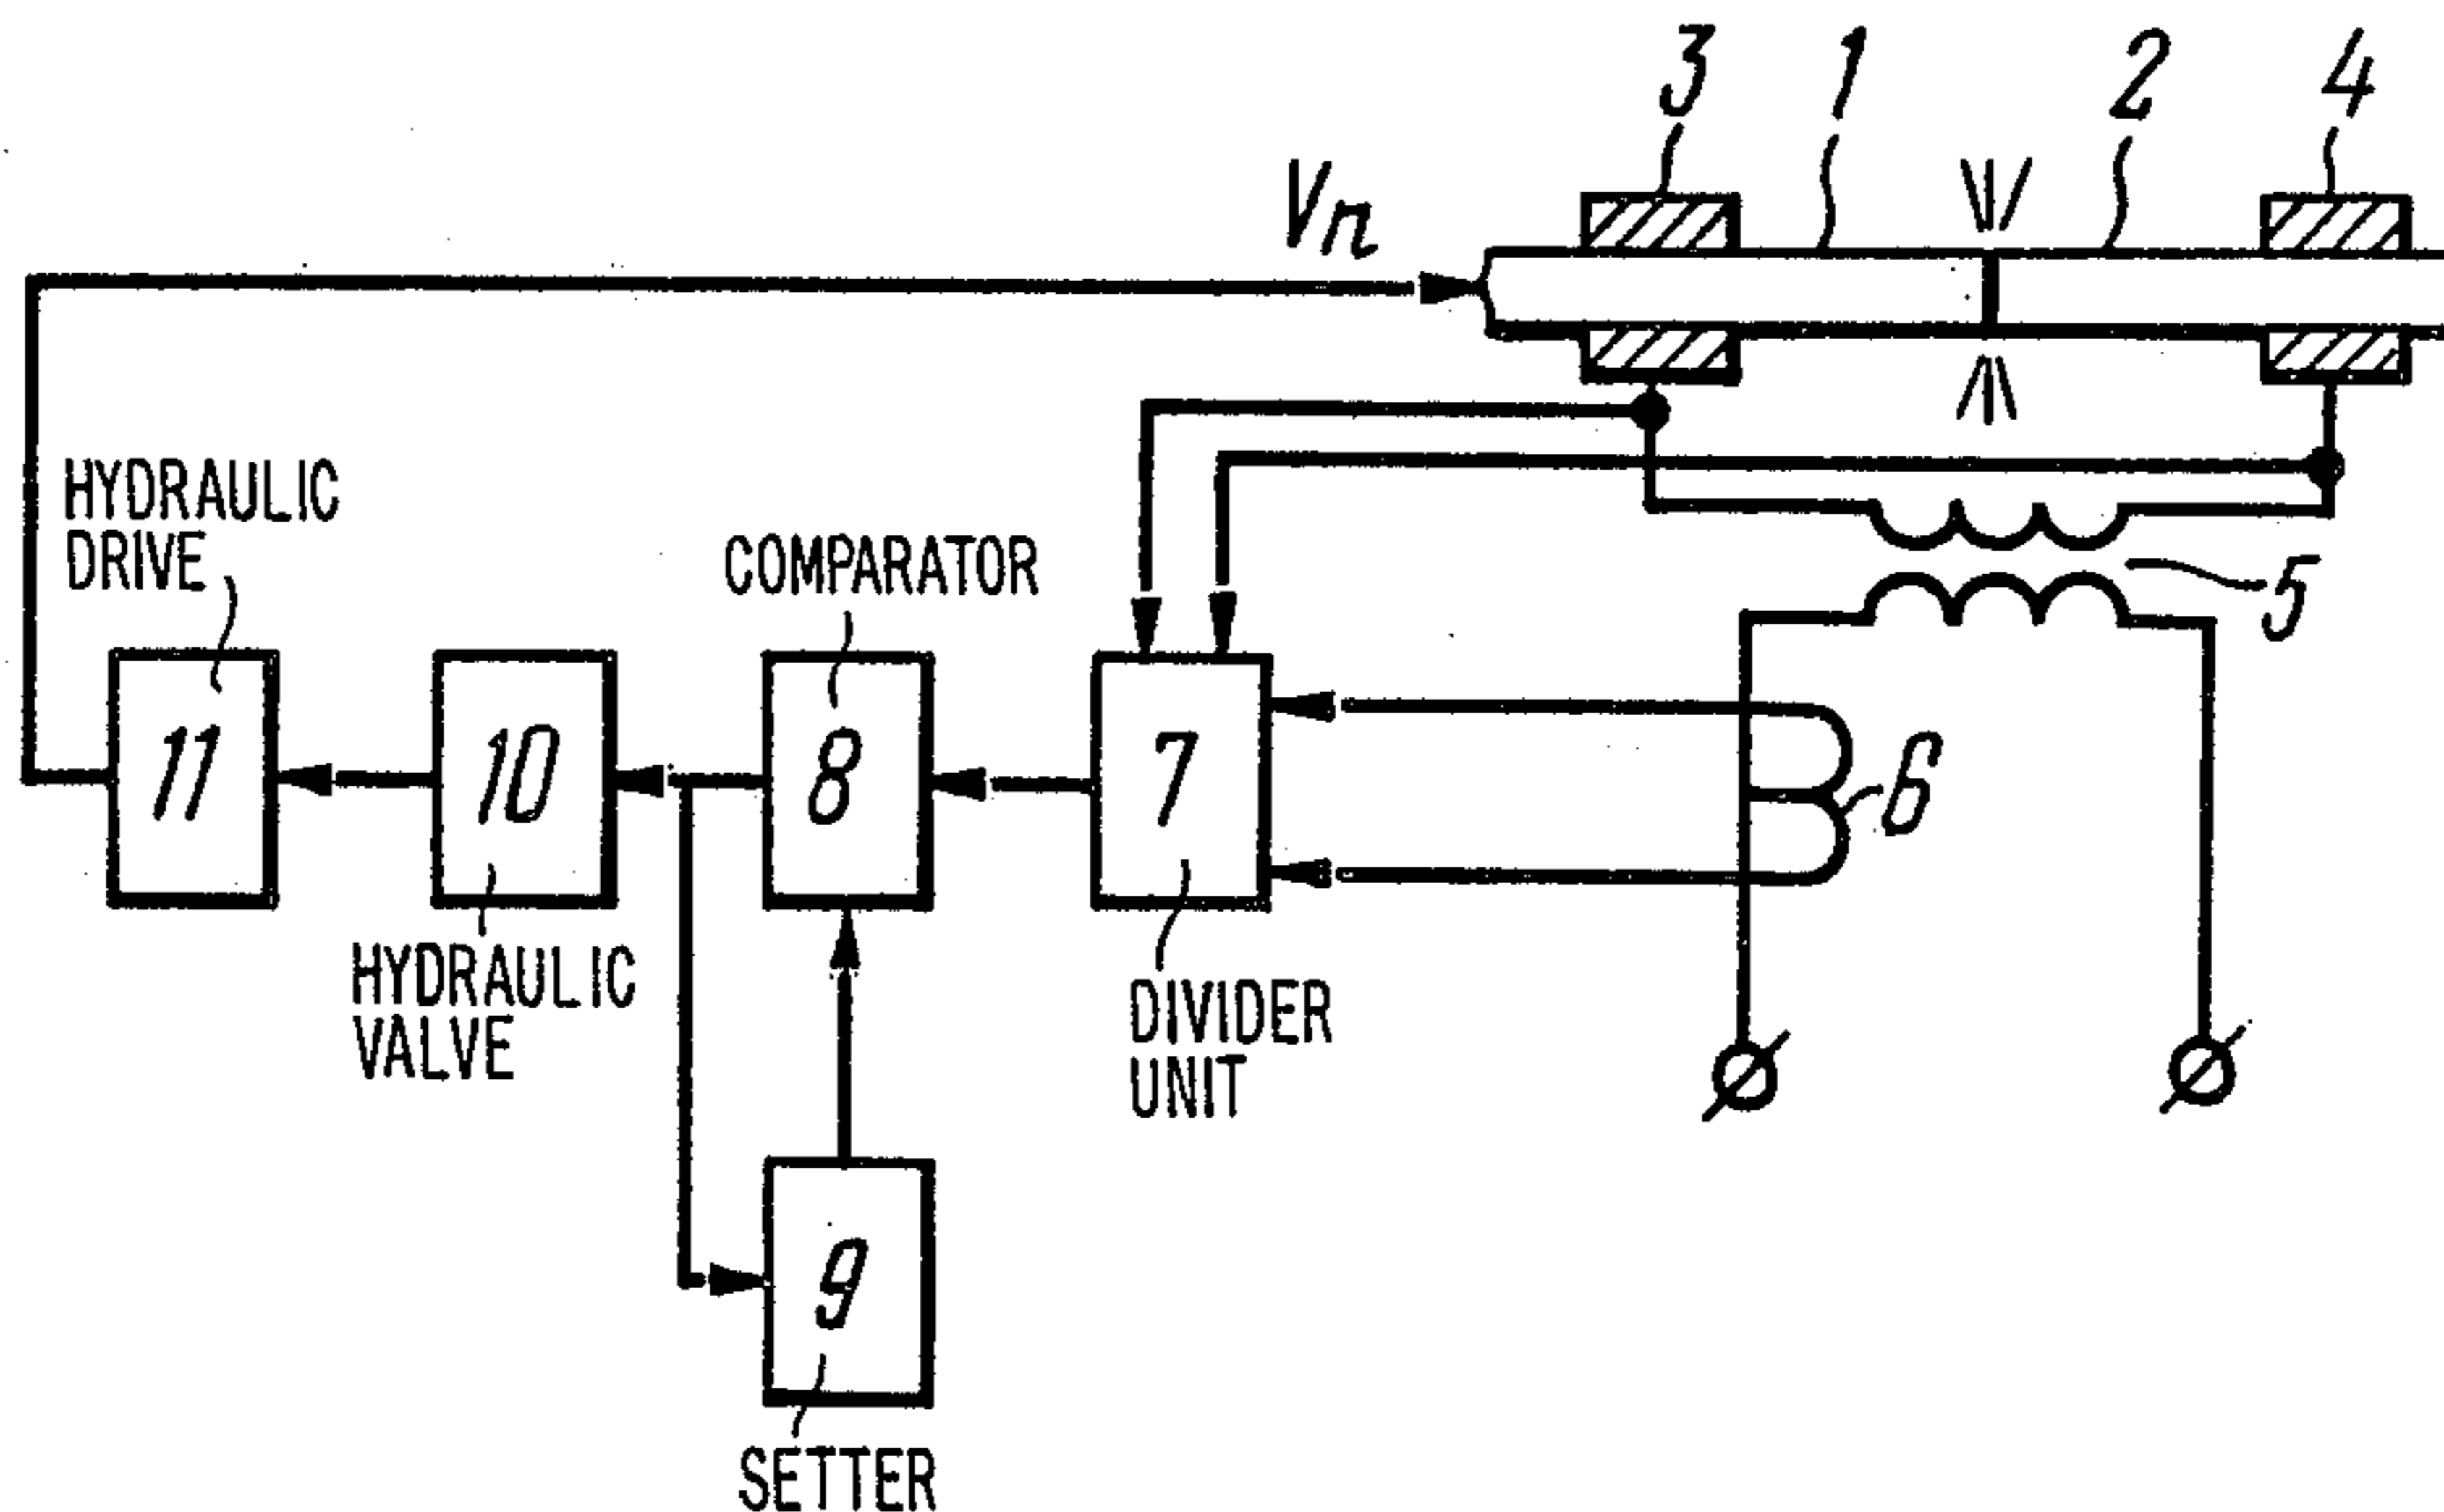 3 1 2 4
Vn
HYDRAULIC
DRIVE
COMPARATOR
5
11
10
8
7
6
HYDRAULIC
VALVE
DIVIDER
UNIT
9
SETTER